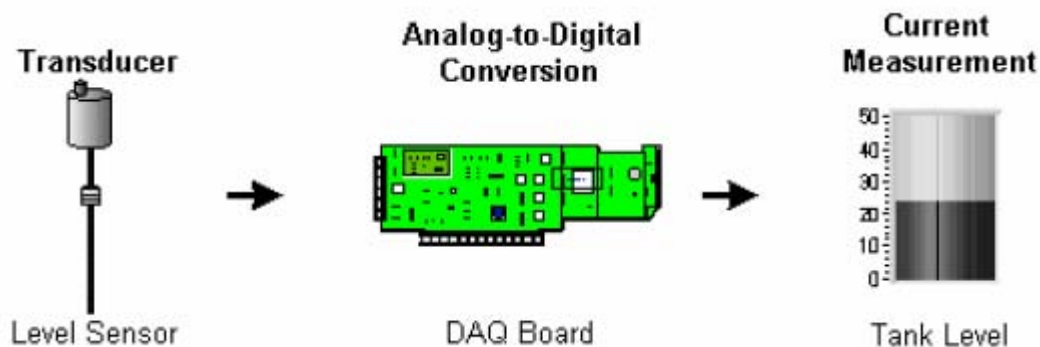 Transducer
Level Sensor
Analog-to-Digital
Conversion
DAQ Board
Current
Measurement
50
40
30
20
10
0
Tank Level